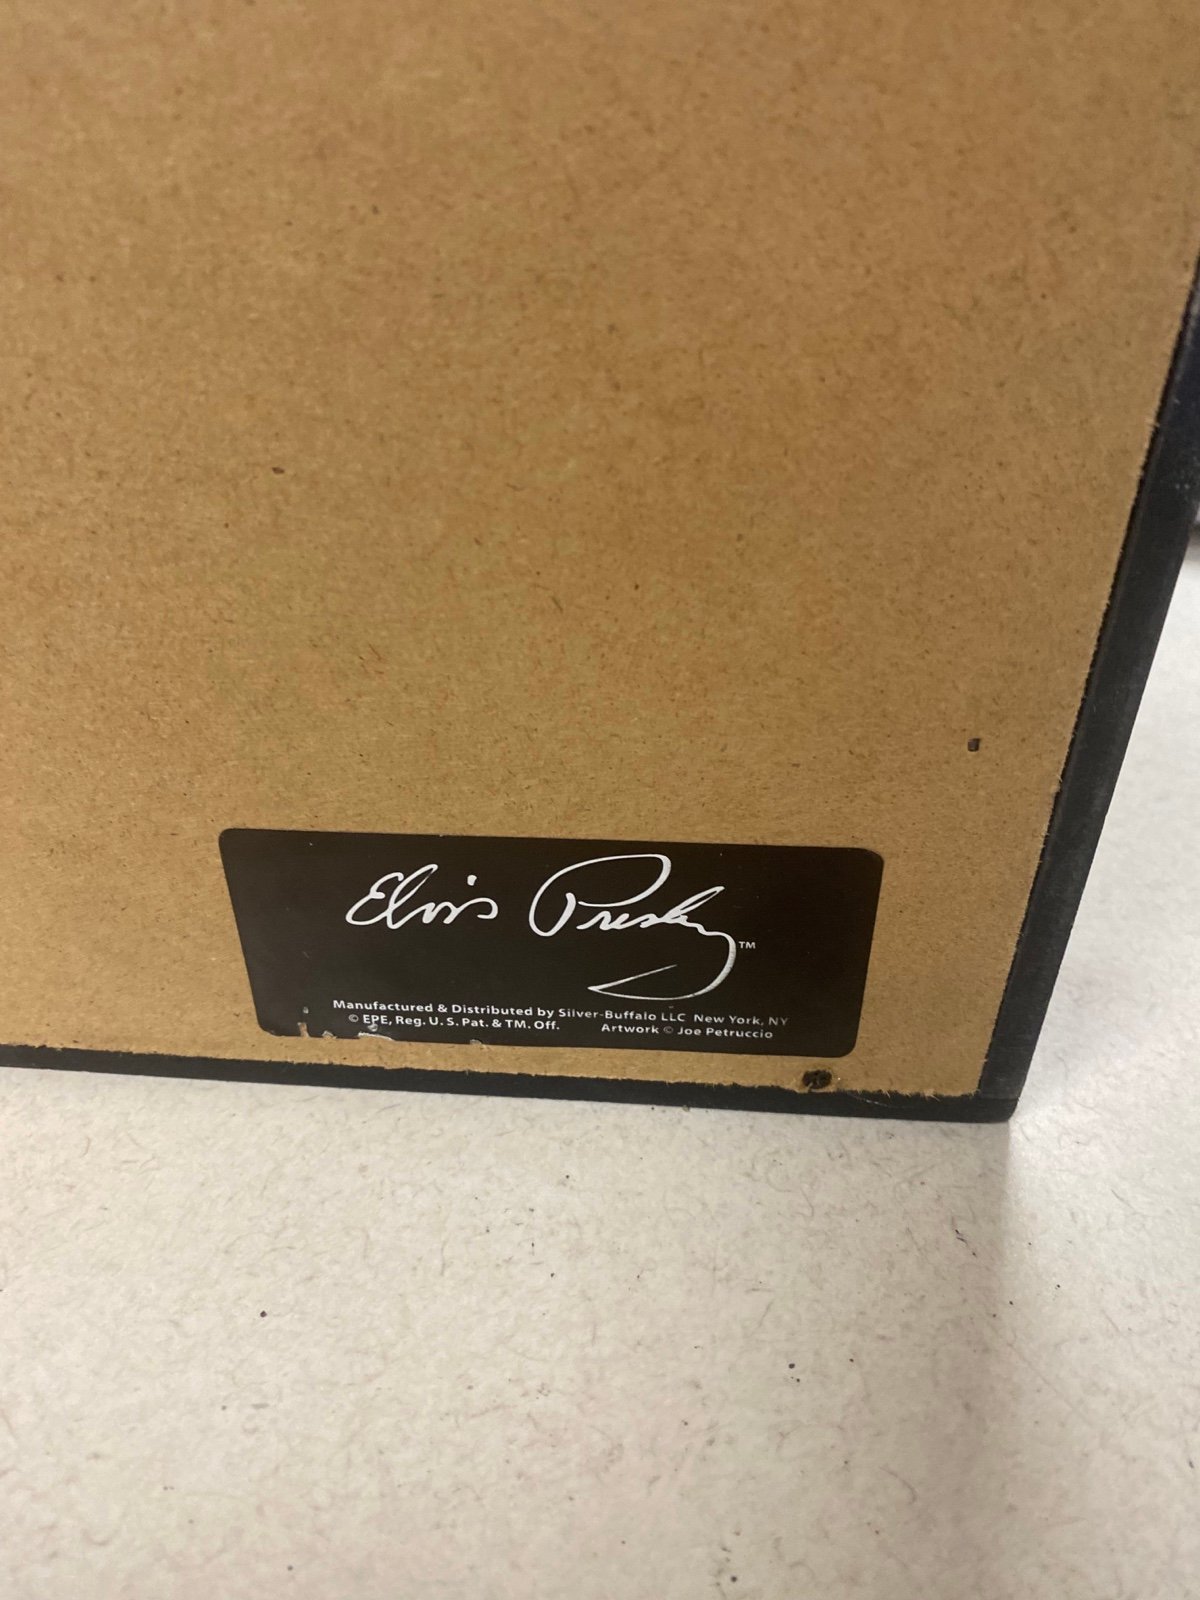 Elvis Presley™
Manufactured & Distributed by Silver-Buffalo LLC New York, NY
© EPE, Reg. U.S. Pat. & TM. Off. Artwork © Joe Petruccio